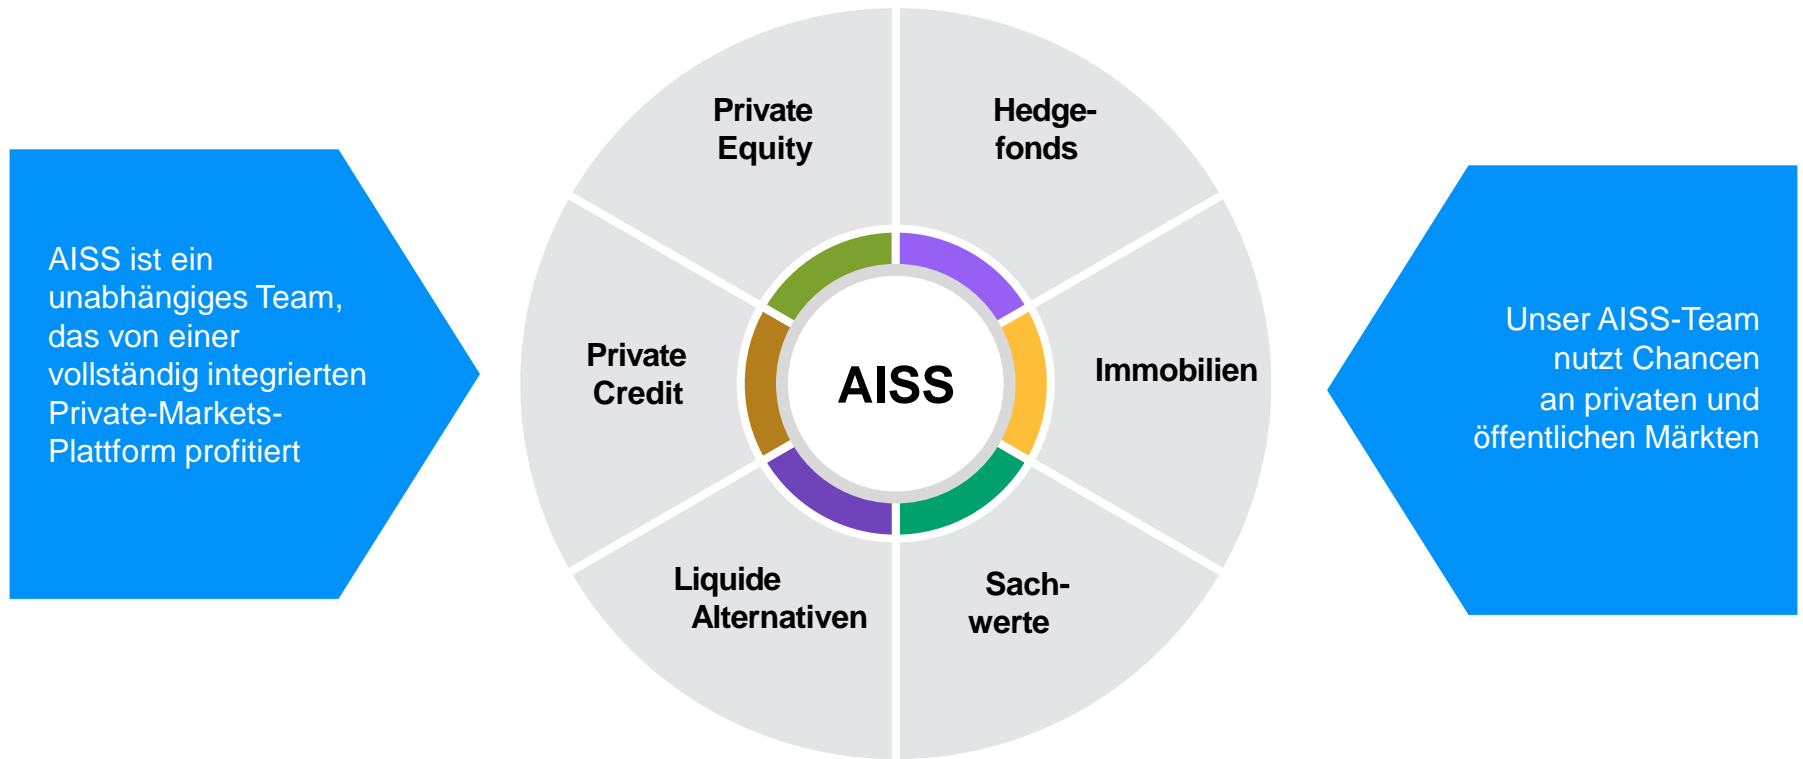 AISS ist ein
unabhängiges Team,
das von einer
vollständig integrierten
Private-Markets-
Plattform profitiert
Private
Equity
Hedge-
fonds
Private
Credit
AISS
Immobilien
Liquide
Alternativen
Sach-
werte
Unser AISS-Team
nutzt Chancen
an privaten und
öffentlichen Märkten